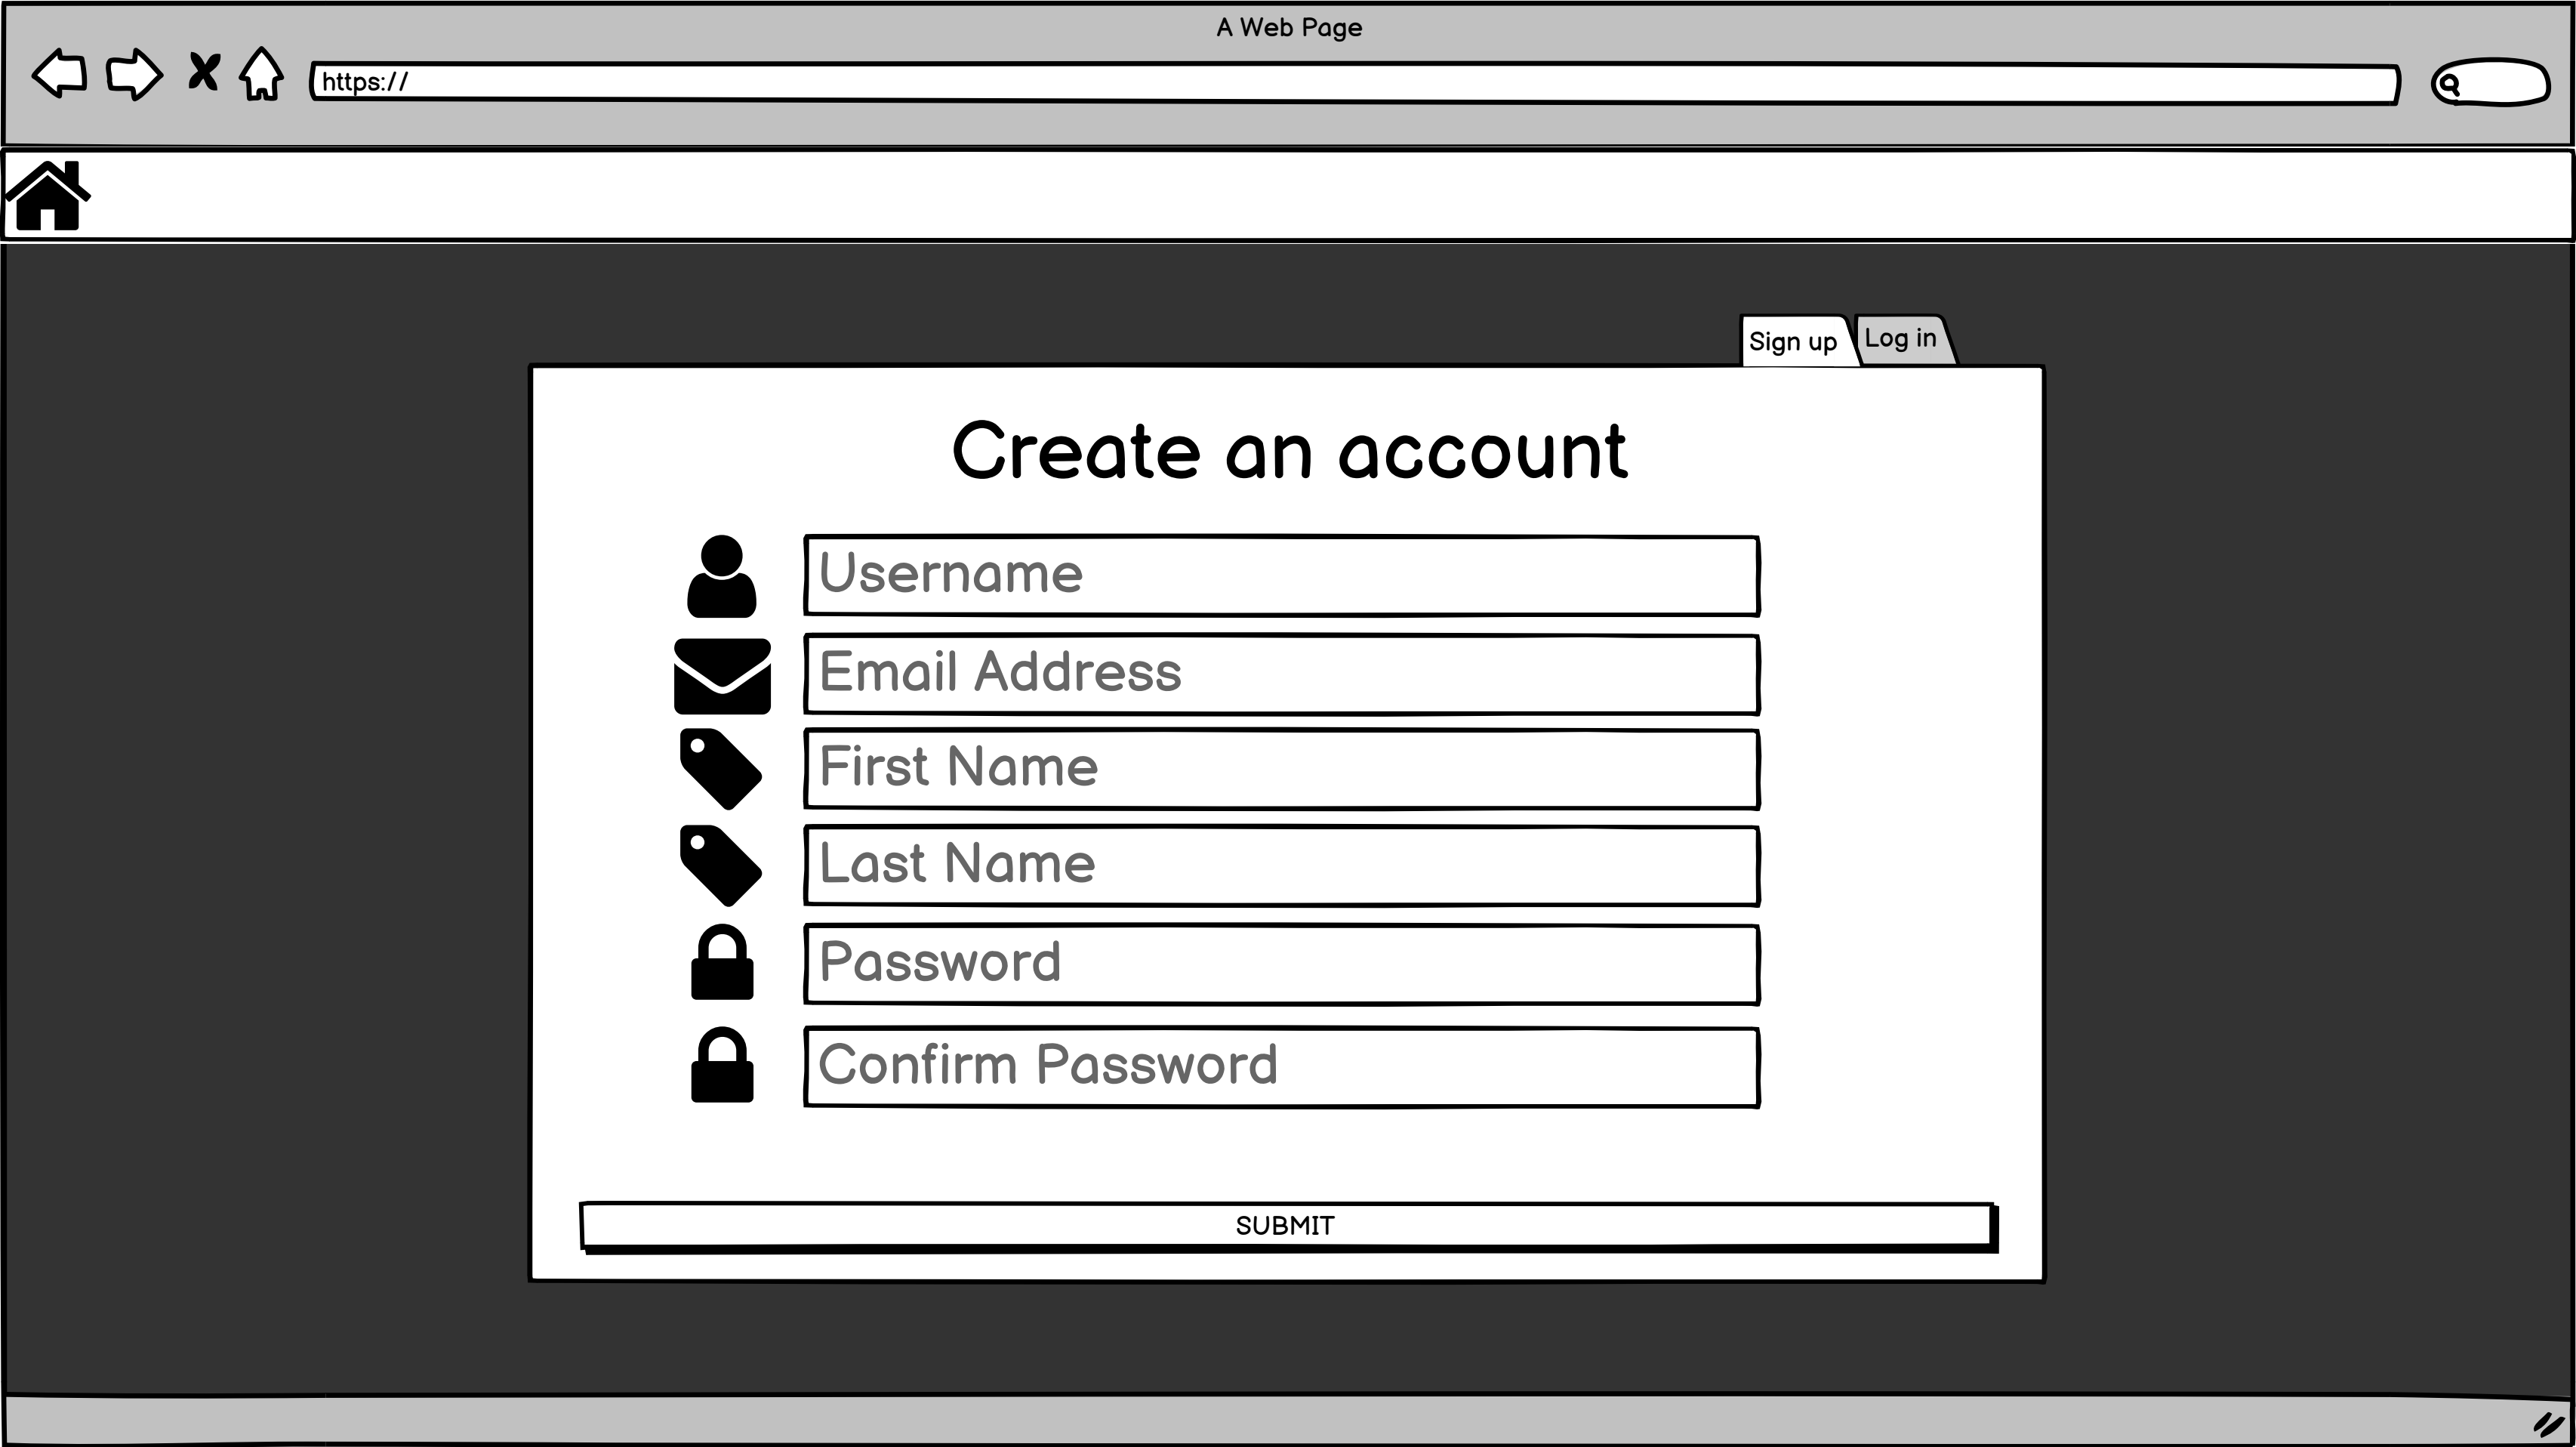 A Web Page
https://
Sign up
Log in
Create an account
Username
Email Address
First Name
Last Name
Password
Confirm Password
SUBMIT